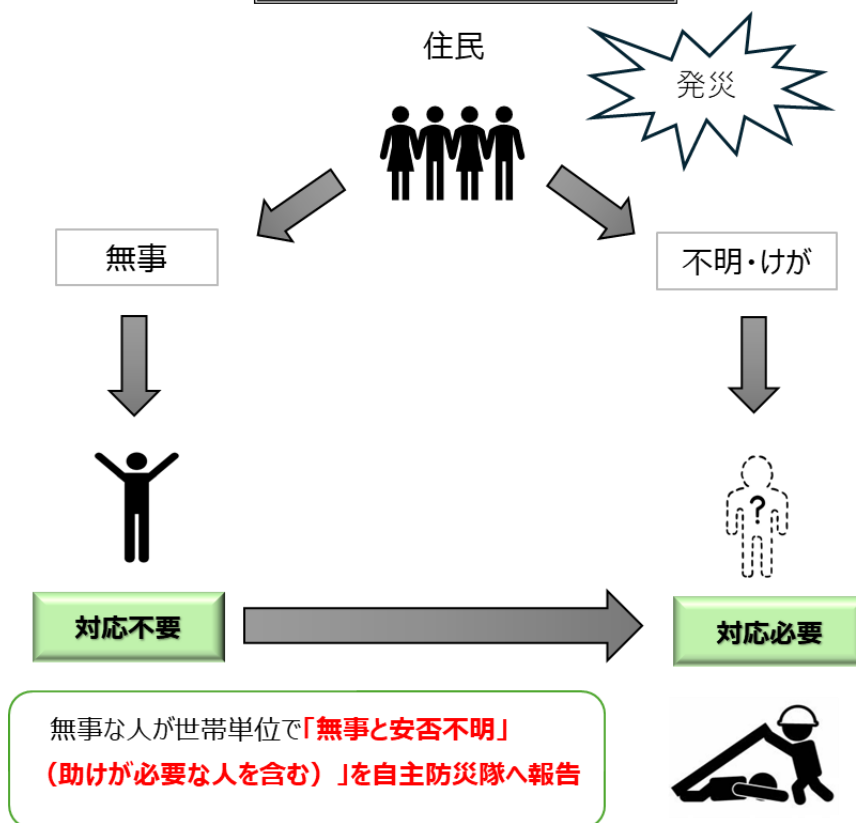 住民
発災
無事
不明・けが
?
対応不要
対応必要
無事な人が世帯単位で「無事と安否不明」
（助けが必要な人を含む）」を自主防災隊へ報告